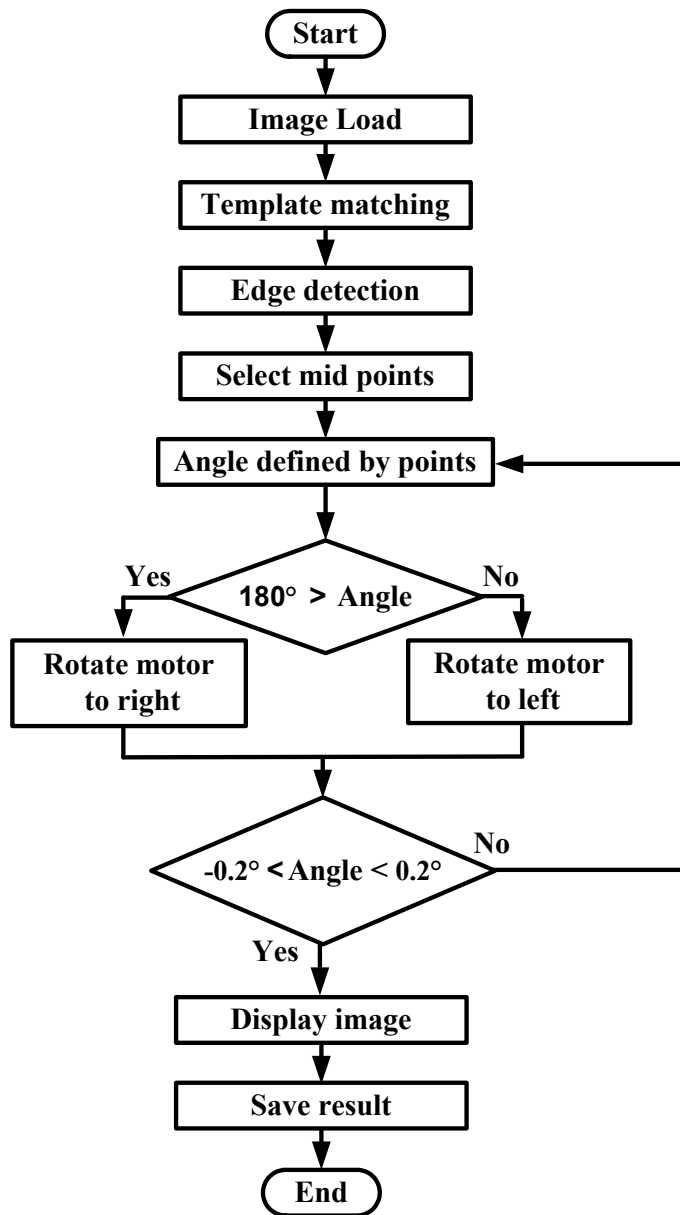 Start
Image Load
Template matching
Edge detection
Select mid points
Angle defined by points
Yes
No
180° > Angle
Rotate motor
to right
Rotate motor
to left
No
-0.2° < Angle < 0.2°
Yes
Display image
Save result
End